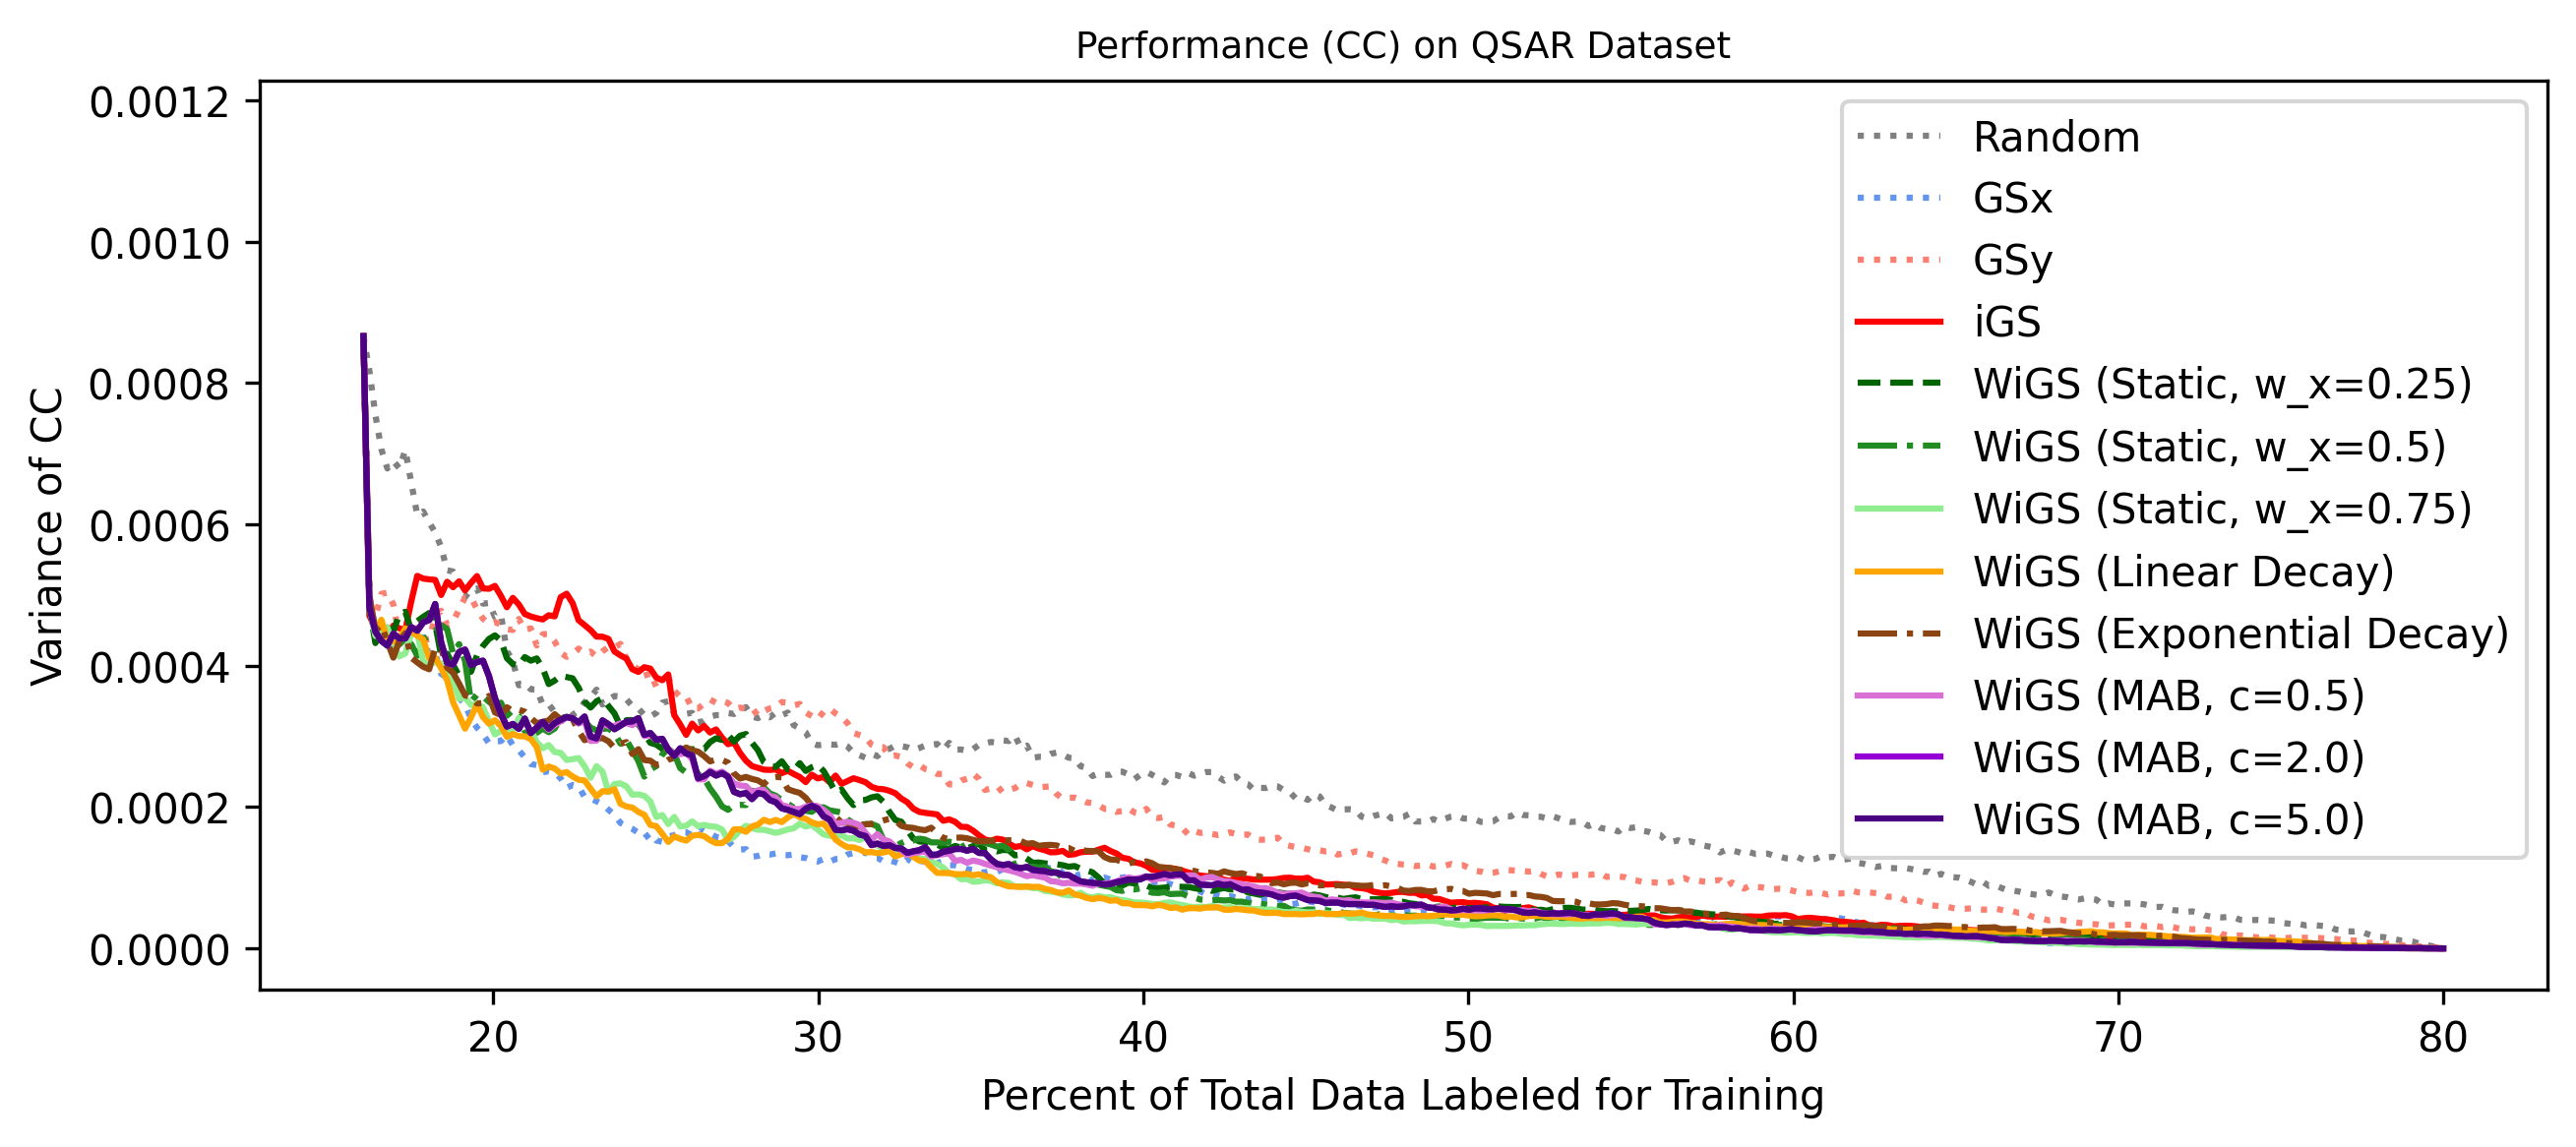 Performance (CC) on QSAR Dataset
0.0012
0.0010
0.0008
0.0006
0.0004
0.0002
0.0000
Variance of CC
Random
GSx
GSy
iGS
WiGS (Static, w_x=0.25)
WiGS (Static, w_x=0.5)
WiGS (Static, w_x=0.75)
WiGS (Linear Decay)
WiGS (Exponential Decay)
WiGS (MAB, c=0.5)
WiGS (MAB, c=2.0)
WiGS (MAB, c=5.0)
20 30 40 50 60 70 80
Percent of Total Data Labeled for Training